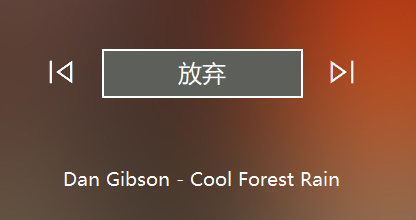 放弃
Dan Gibson - Cool Forest Rain